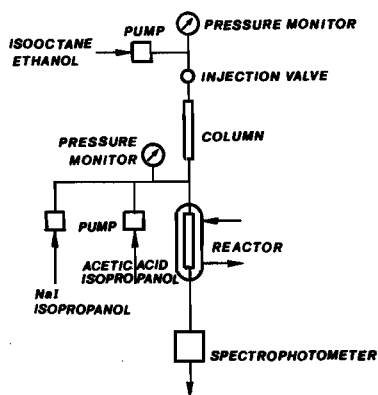 PUMP
PRESSURE MONITOR
ISOOCTANE
ETHANOL
INJECTION VALVE
COLUMN
PRESSURE
MONITOR
PUMP
REACTOR
ACETIC ACID
ISOPROPANOL
NaI
ISOPROPANOL
SPECTROPHOTOMETER